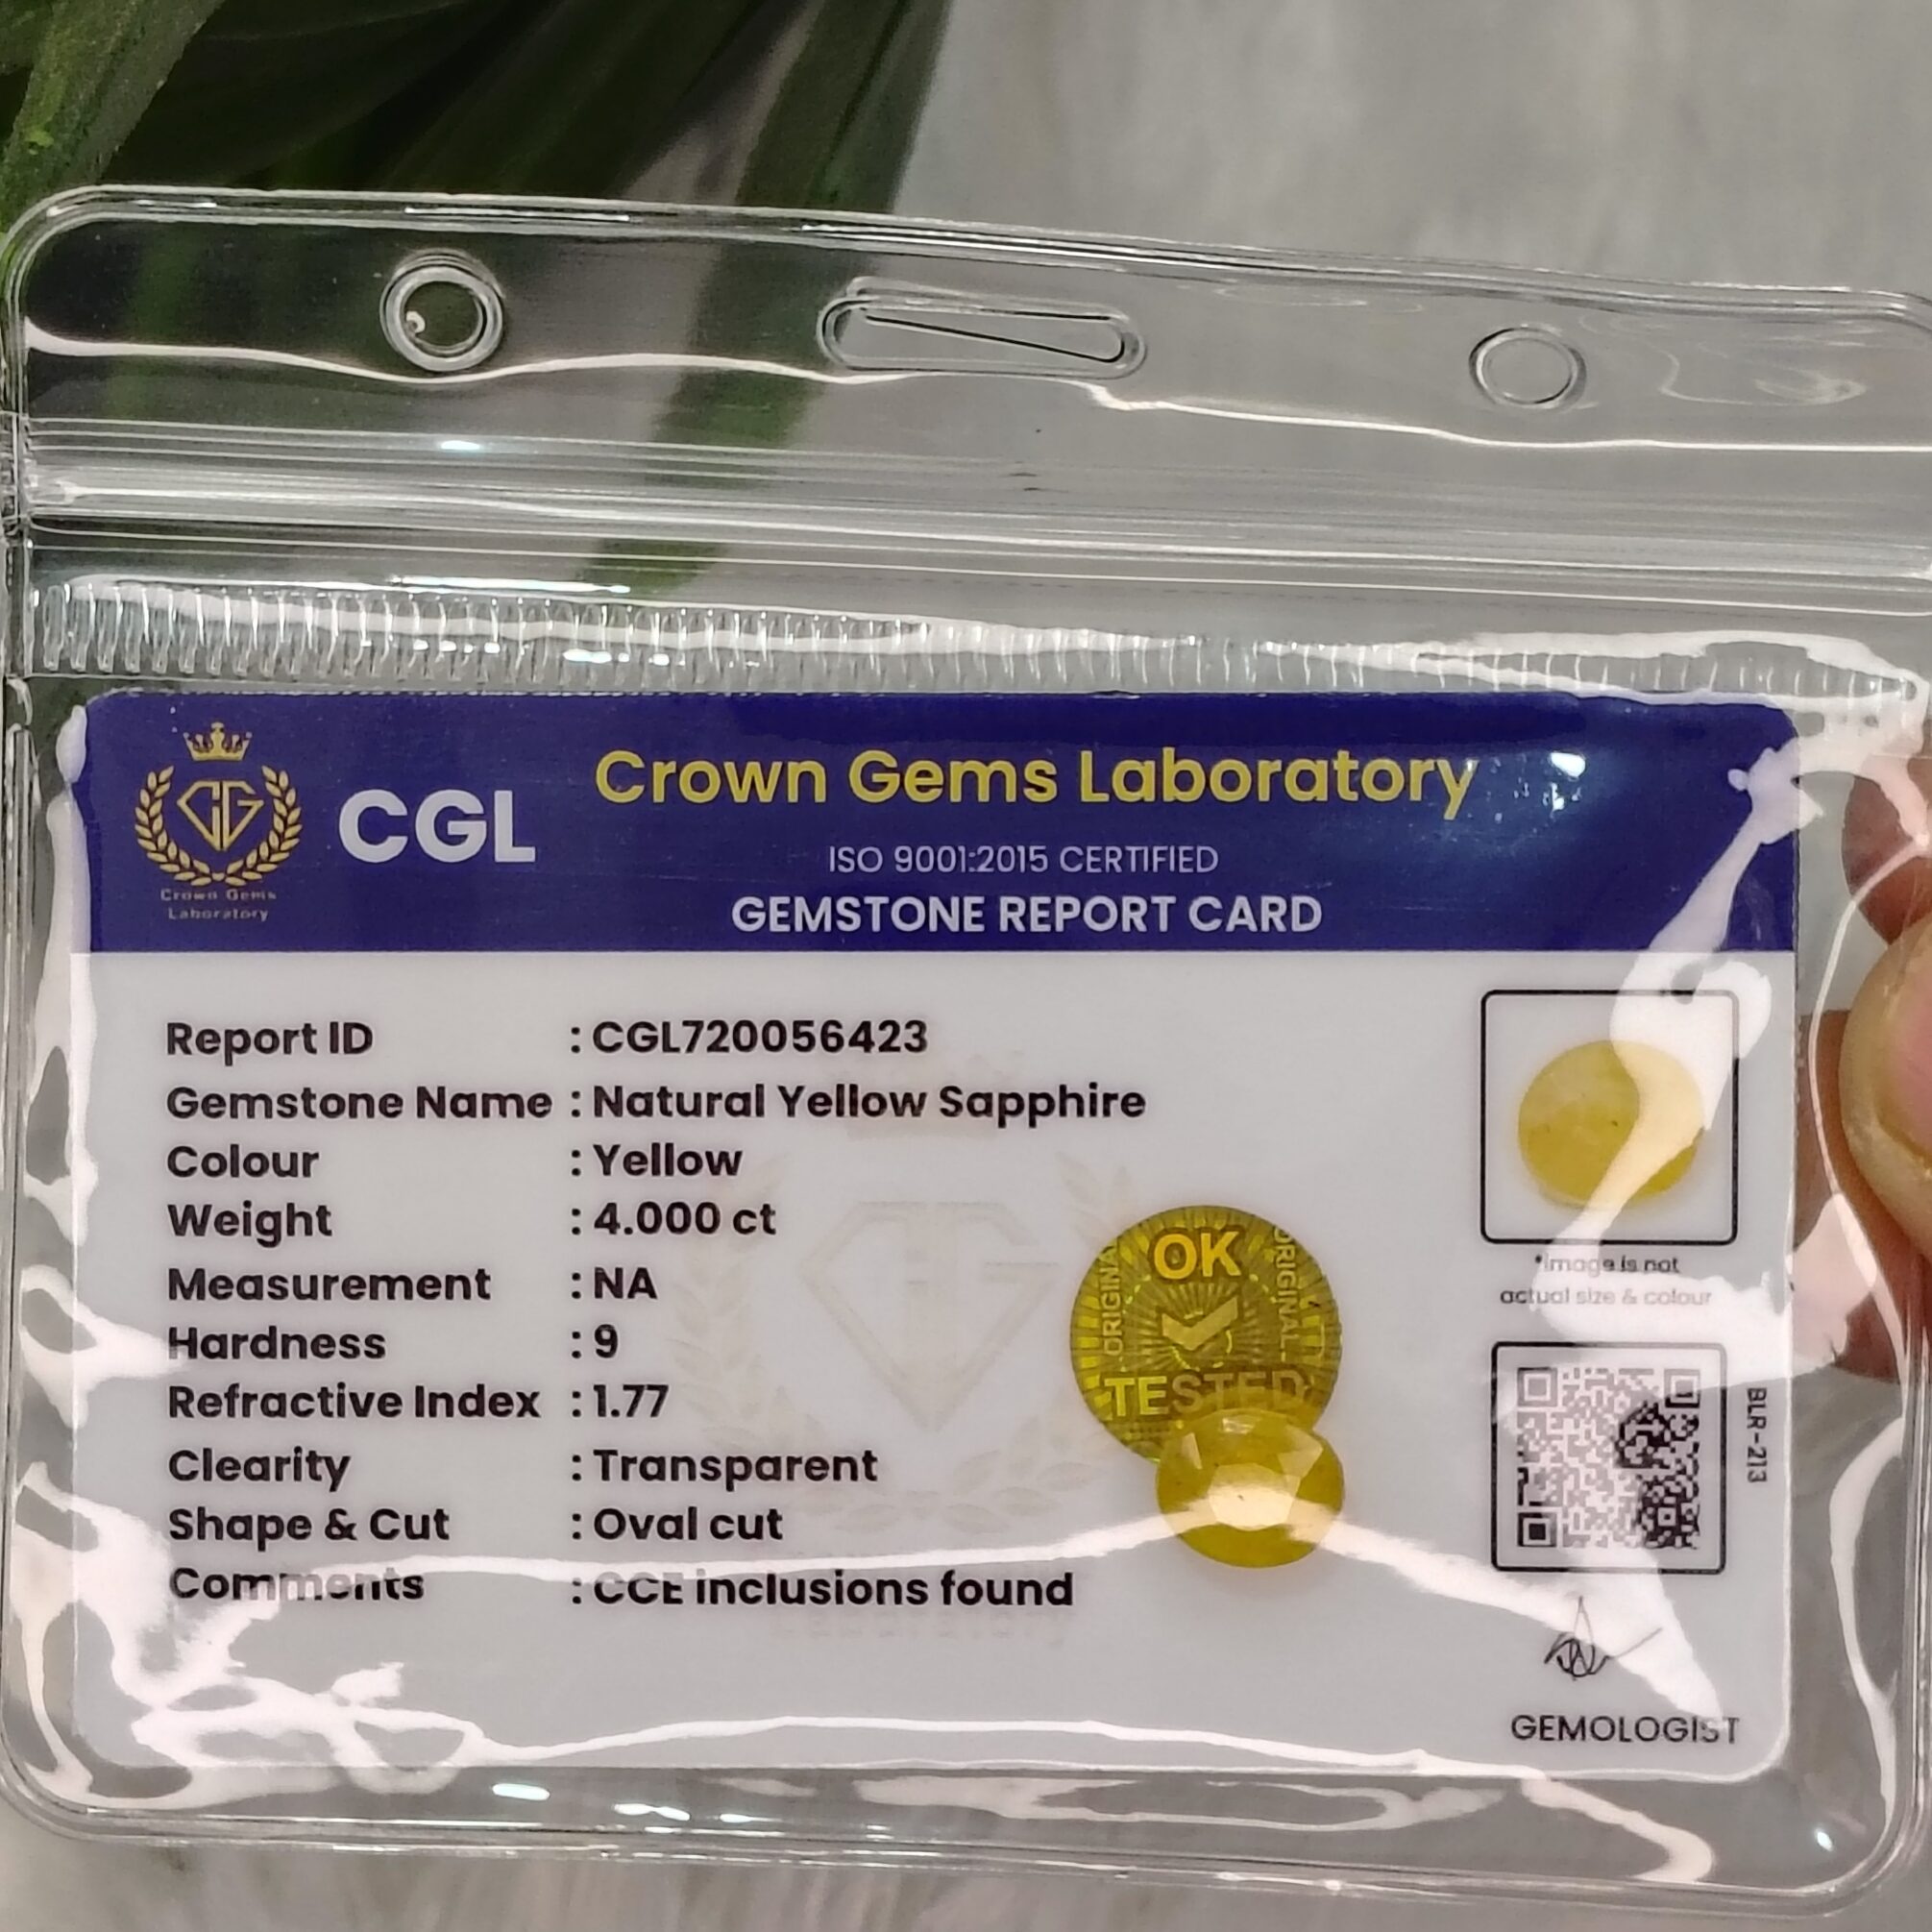 Crown Gems
Laboratory
CGL
Crown Gems Laboratory
ISO 9001:2015 CERTIFIED
GEMSTONE REPORT CARD
Report ID : CGL720056423
Gemstone Name : Natural Yellow Sapphire
Colour : Yellow
Weight : 4.000 ct
Measurement : NA
Hardness : 9
Refractive Index : 1.77
Clearity : Transparent
Shape & Cut : Oval cut
Comments : CCE inclusions found
OK
ORIGINAL
ORIGINAL
TESTED
*image is not
actual size & colour
BLR-213
GEMOLOGIST